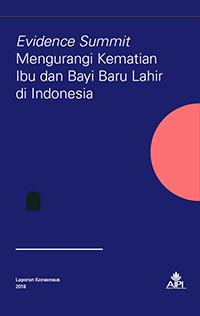 Evidence Summit
Mengurangi Kematian
Ibu dan Bayi Baru Lahir
di Indonesia
Laporan Konsensus
2018
AIPI